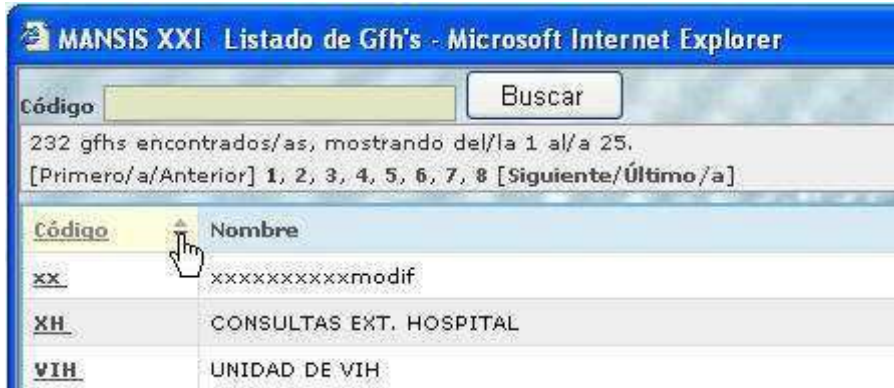 MANSIS XXI Listado de Gfh's - Microsoft Internet Explorer
Código Buscar
232 gfhs encontrados/as, mostrando del/la 1 al/a 25.
[Primero/a/Anterior] 1, 2, 3, 4, 5, 6, 7, 8 [Siguiente/Último/a]
Código Nombre
xx xxxxxxxxxxmodif
XH CONSULTAS EXT. HOSPITAL
VIH UNIDAD DE VIH